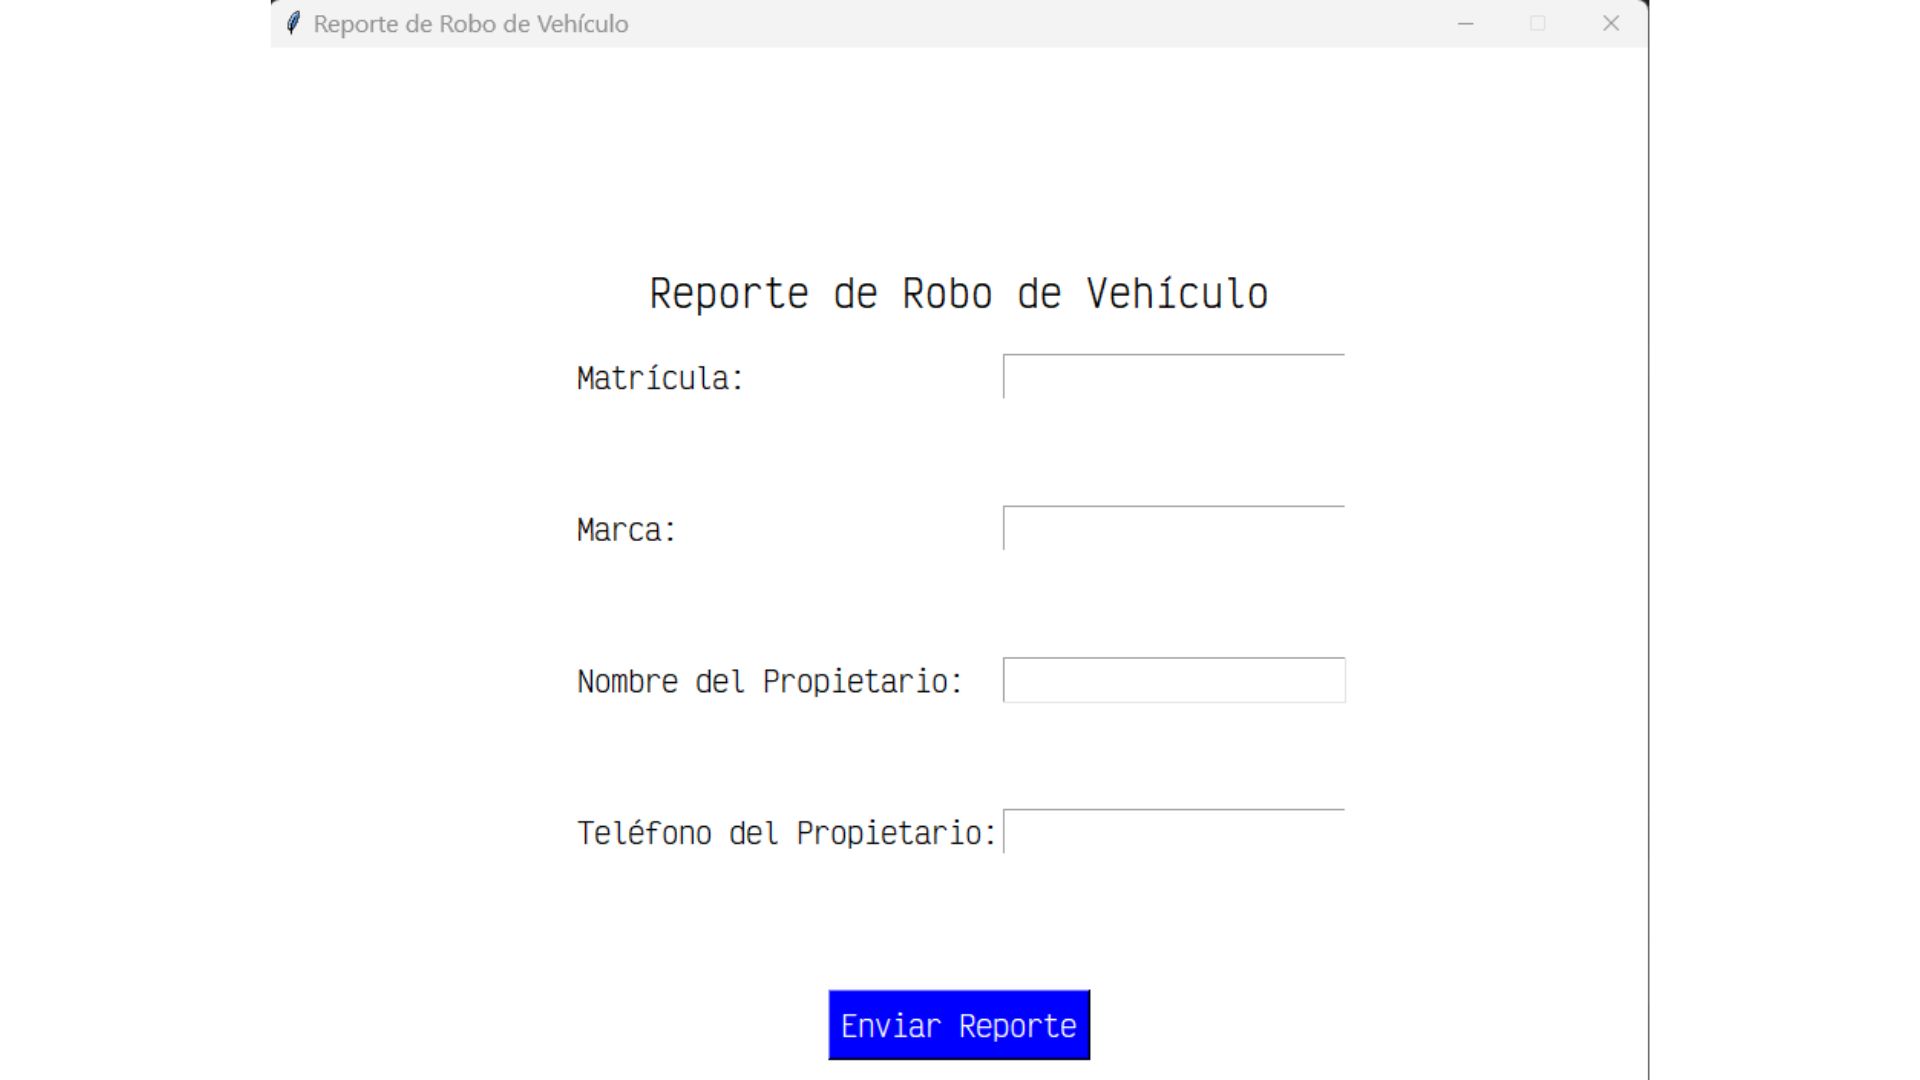 Reporte de Robo de Vehículo
Reporte de Robo de Vehículo
Matrícula:
Marca:
Nombre del Propietario:
Teléfono del Propietario:
Enviar Reporte